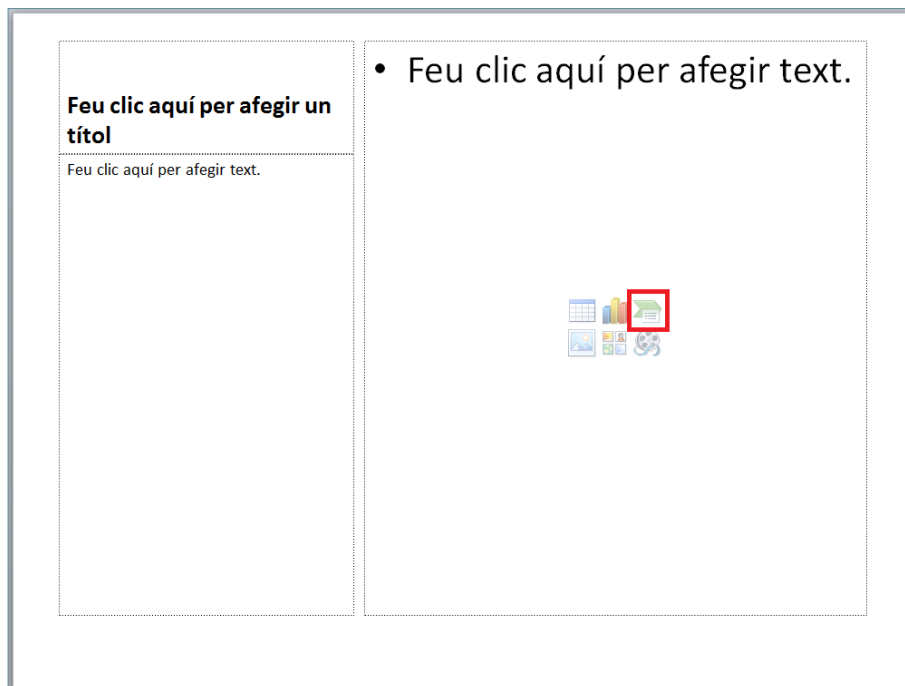 Feu clic aquí per afegir un
títol
Feu clic aquí per afegir text.
• Feu clic aquí per afegir text.